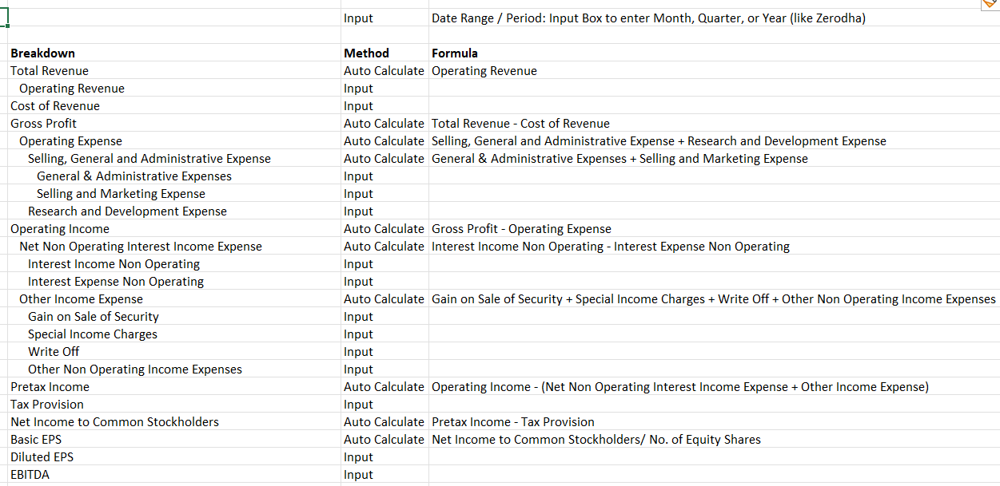 Input Date Range / Period: Input Box to enter Month, Quarter, or Year (like Zerodha)
Breakdown Method Formula
Total Revenue Auto Calculate Operating Revenue
Operating Revenue Input
Cost of Revenue Input
Gross Profit Auto Calculate Total Revenue - Cost of Revenue
Operating Expense Auto Calculate Selling, General and Administrative Expense + Research and Development Expense
Selling, General and Administrative Expense Auto Calculate General & Administrative Expenses + Selling and Marketing Expense
General & Administrative Expenses Input
Selling and Marketing Expense Input
Research and Development Expense Input
Operating Income Auto Calculate Gross Profit - Operating Expense
Net Non Operating Interest Income Expense Auto Calculate Interest Income Non Operating - Interest Expense Non Operating
Interest Income Non Operating Input
Interest Expense Non Operating Input
Other Income Expense Auto Calculate Gain on Sale of Security + Special Income Charges + Write Off + Other Non Operating Income Expenses
Gain on Sale of Security Input
Special Income Charges Input
Write Off Input
Other Non Operating Income Expenses Input
Pretax Income Auto Calculate Operating Income - (Net Non Operating Interest Income Expense + Other Income Expense)
Tax Provision Input
Net Income to Common Stockholders Auto Calculate Pretax Income - Tax Provision
Basic EPS Auto Calculate Net Income to Common Stockholders/ No. of Equity Shares
Diluted EPS Input
EBITDA Input